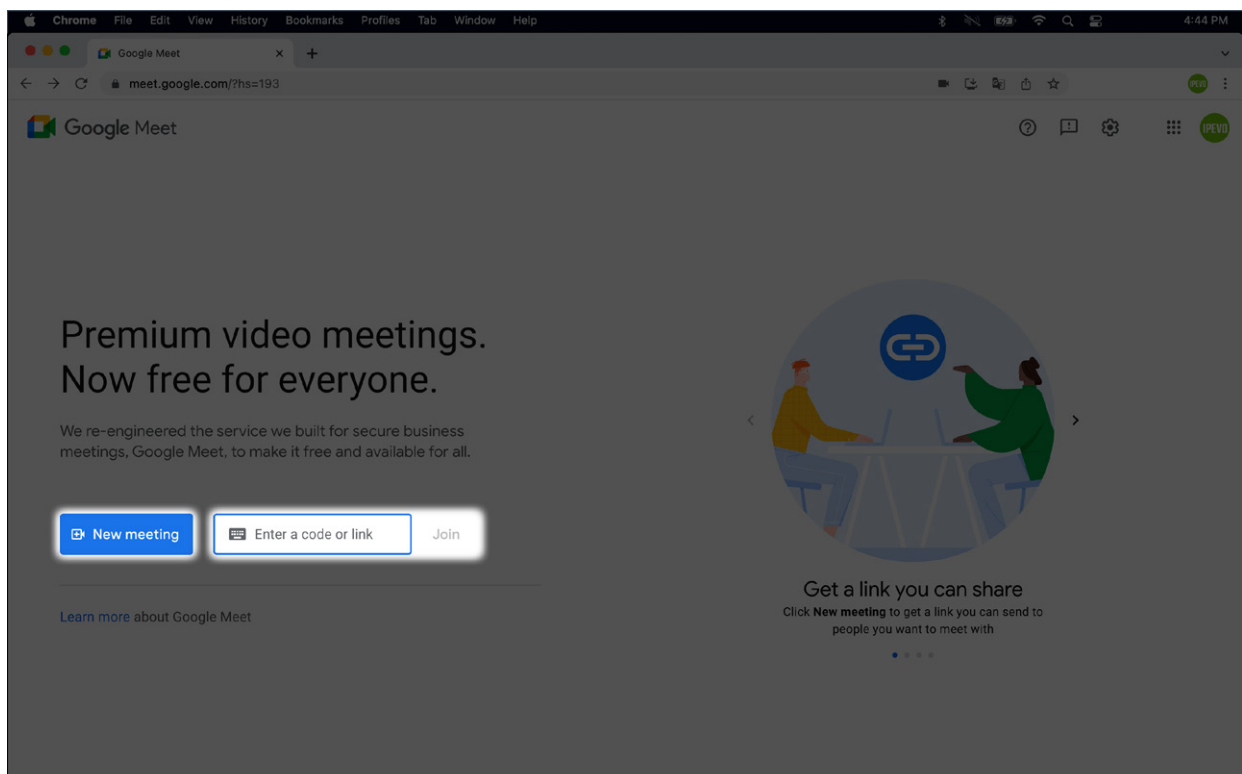 Chrome File Edit View History Bookmarks Profiles Tab Window Help 4:44 PM
Google Meet
meet.google.com/?hs=193
IPEVO
Google Meet
IPEVO
Premium video meetings.
Now free for everyone.
We re-engineered the service we built for secure business
meetings, Google Meet, to make it free and available for all.
New meeting
Enter a code or link
Join
Learn more about Google Meet
Get a link you can share
Click New meeting to get a link you can send to
people you want to meet with